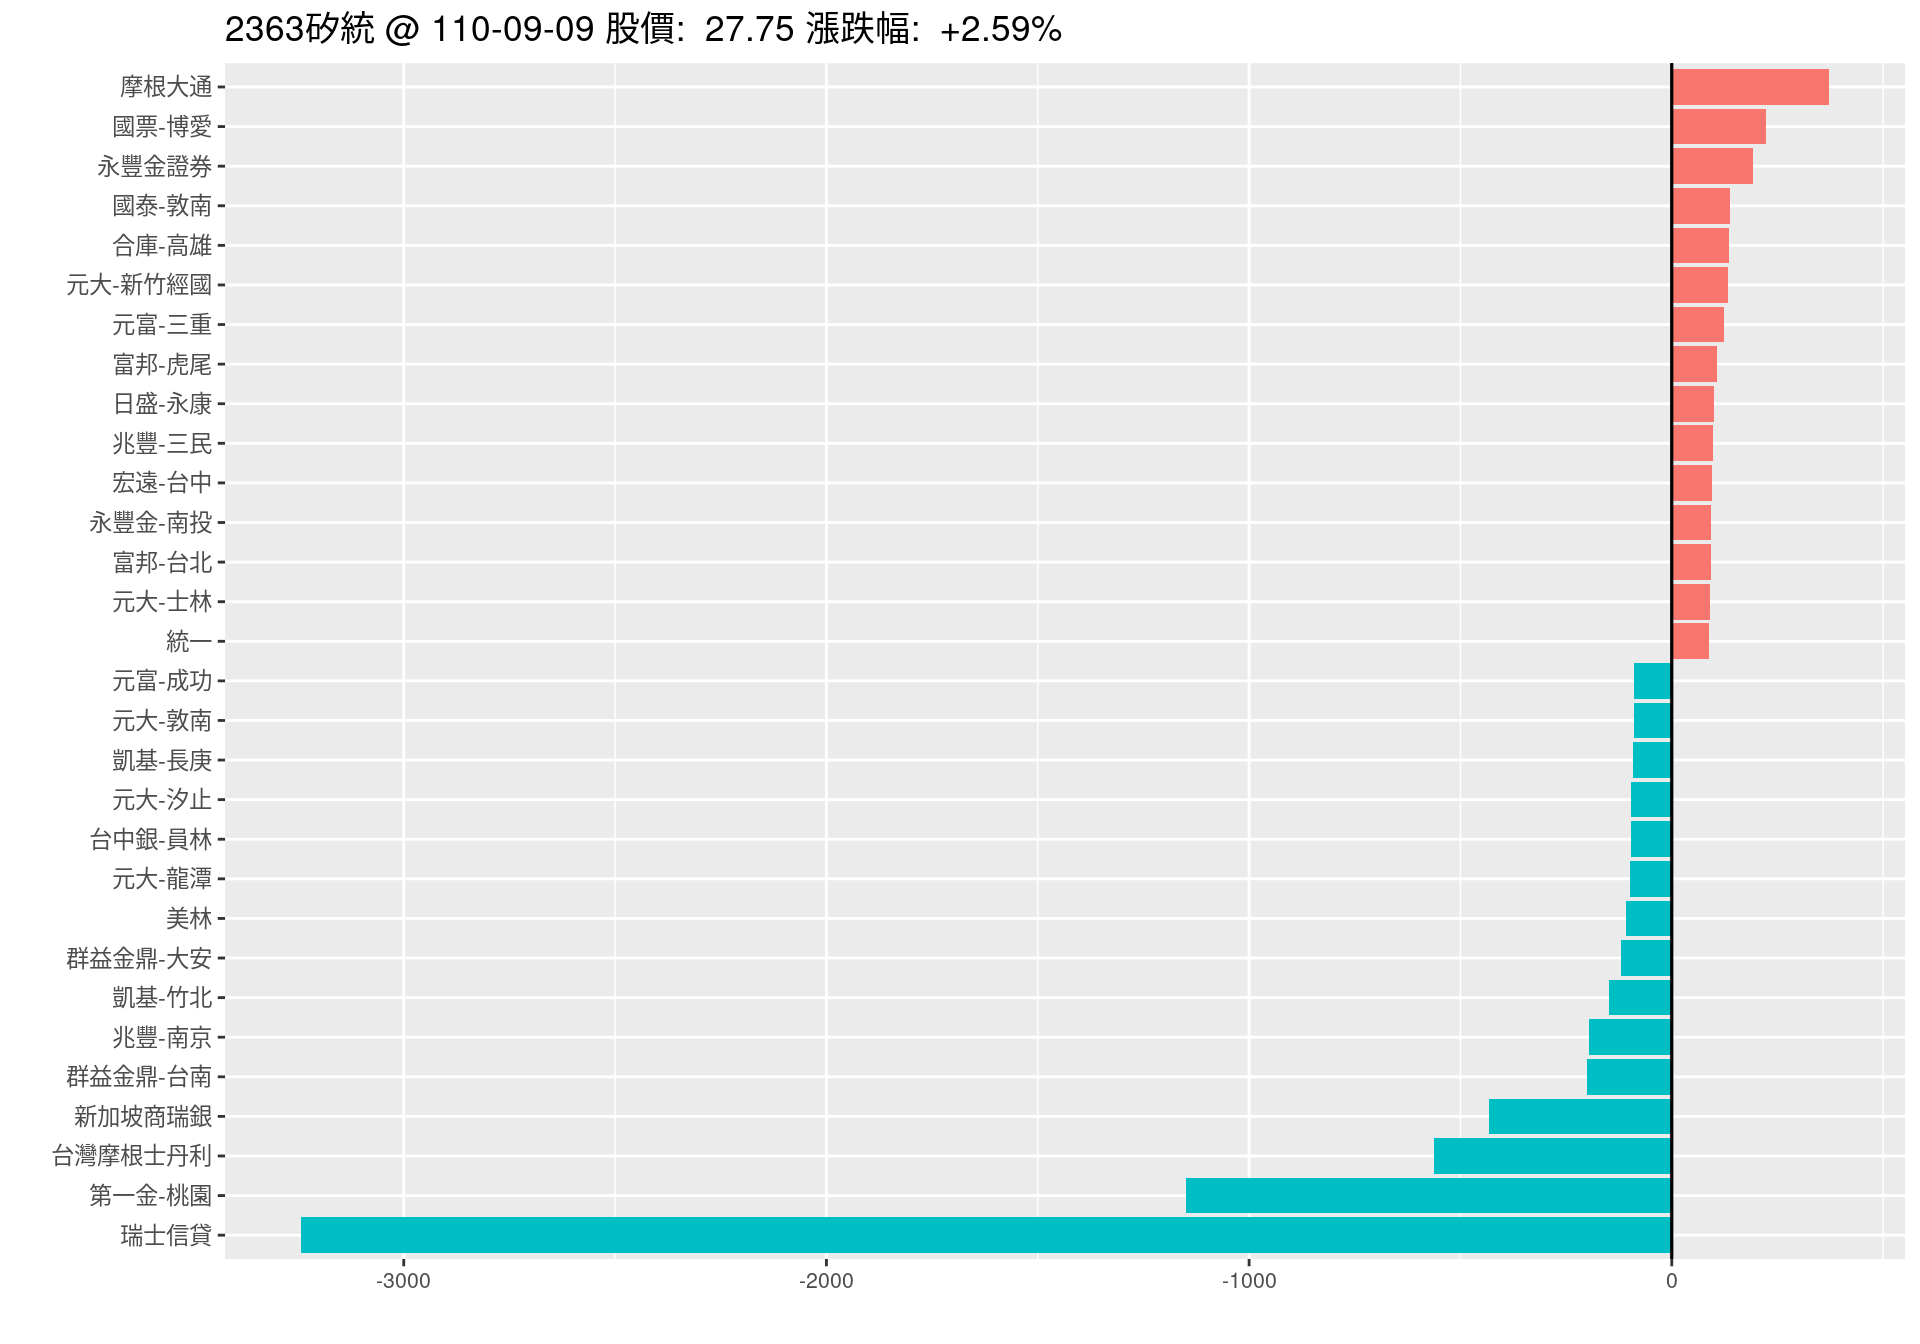 2363矽統 @ 110-09-09 股價:  27.75 漲跌幅:  +2.59%
摩根大通
國票-博愛
永豐金證券
國泰-敦南
合庫-高雄
元大-新竹經國
元富-三重
富邦-虎尾
日盛-永康
兆豐-三民
宏遠-台中
永豐金-南投
富邦-台北
元大-士林
統一
元富-成功
元大-敦南
凱基-長庚
元大-汐止
台中銀-員林
元大-龍潭
美林
群益金鼎-大安
凱基-竹北
兆豐-南京
群益金鼎-台南
新加坡商瑞銀
台灣摩根士丹利
第一金-桃園
瑞士信貸
-3000 -2000 -1000 0